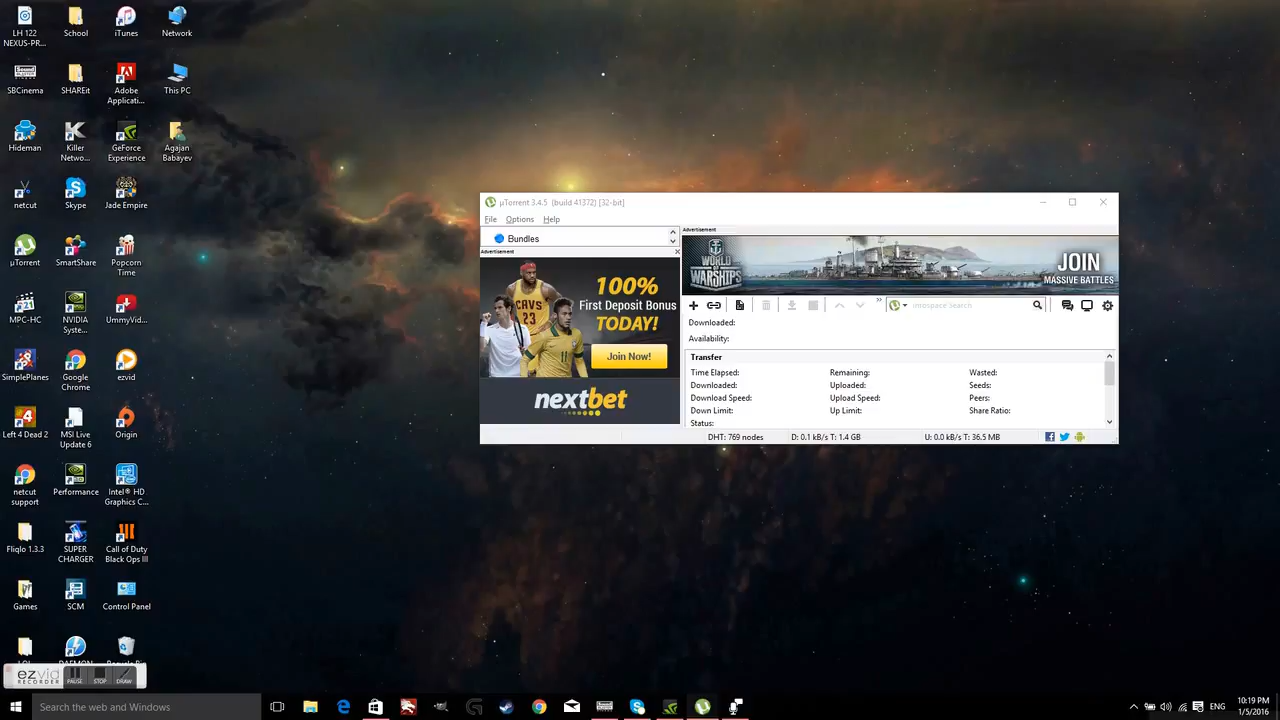 LH 122
NEXUS-PR...
School
iTunes
Network
SBCinema
SHAREit
Adobe
Applicati...
This PC
Hideman
Killer
Netwo...
GeForce
Experience
Agajan
Babayev
netcut
Skype
Jade Empire
µTorrent
SmartShare
Popcorn
Time
MPC-HC
NVIDIA
Syste...
UmmyVid...
SimplePlanes
Google
Chrome
ezvid
Left 4 Dead 2
MSI Live
Update 6
Origin
netcut
support
Performance
Intel® HD
Graphics C...
Fliqlo 1.3.3
SUPER
CHARGER
Call of Duty
Black Ops III
Games
SCM
Control Panel
ezvid
RECORDER
PAUSE
STOP
DRAW
µTorrent 3.4.5 (build 41372) [32-bit]
File Options Help
Bundles
Advertisement
100%
First Deposit Bonus
TODAY!
Join Now!
CAVS
23
nextbet
Advertisement
WORLD
OF
WARSHIPS
JOIN
MASSIVE BATTLES
Downloaded:
Availability:
Transfer
Time Elapsed: Remaining: Wasted:
Downloaded: Uploaded: Seeds:
Download Speed: Upload Speed: Peers:
Down Limit: Up Limit: Share Ratio:
Status:
DHT: 769 nodes D: 0.1 kB/s T: 1.4 GB U: 0.0 kB/s T: 36.5 MB
Search the web and Windows
ENG
10:19 PM
1/5/2016